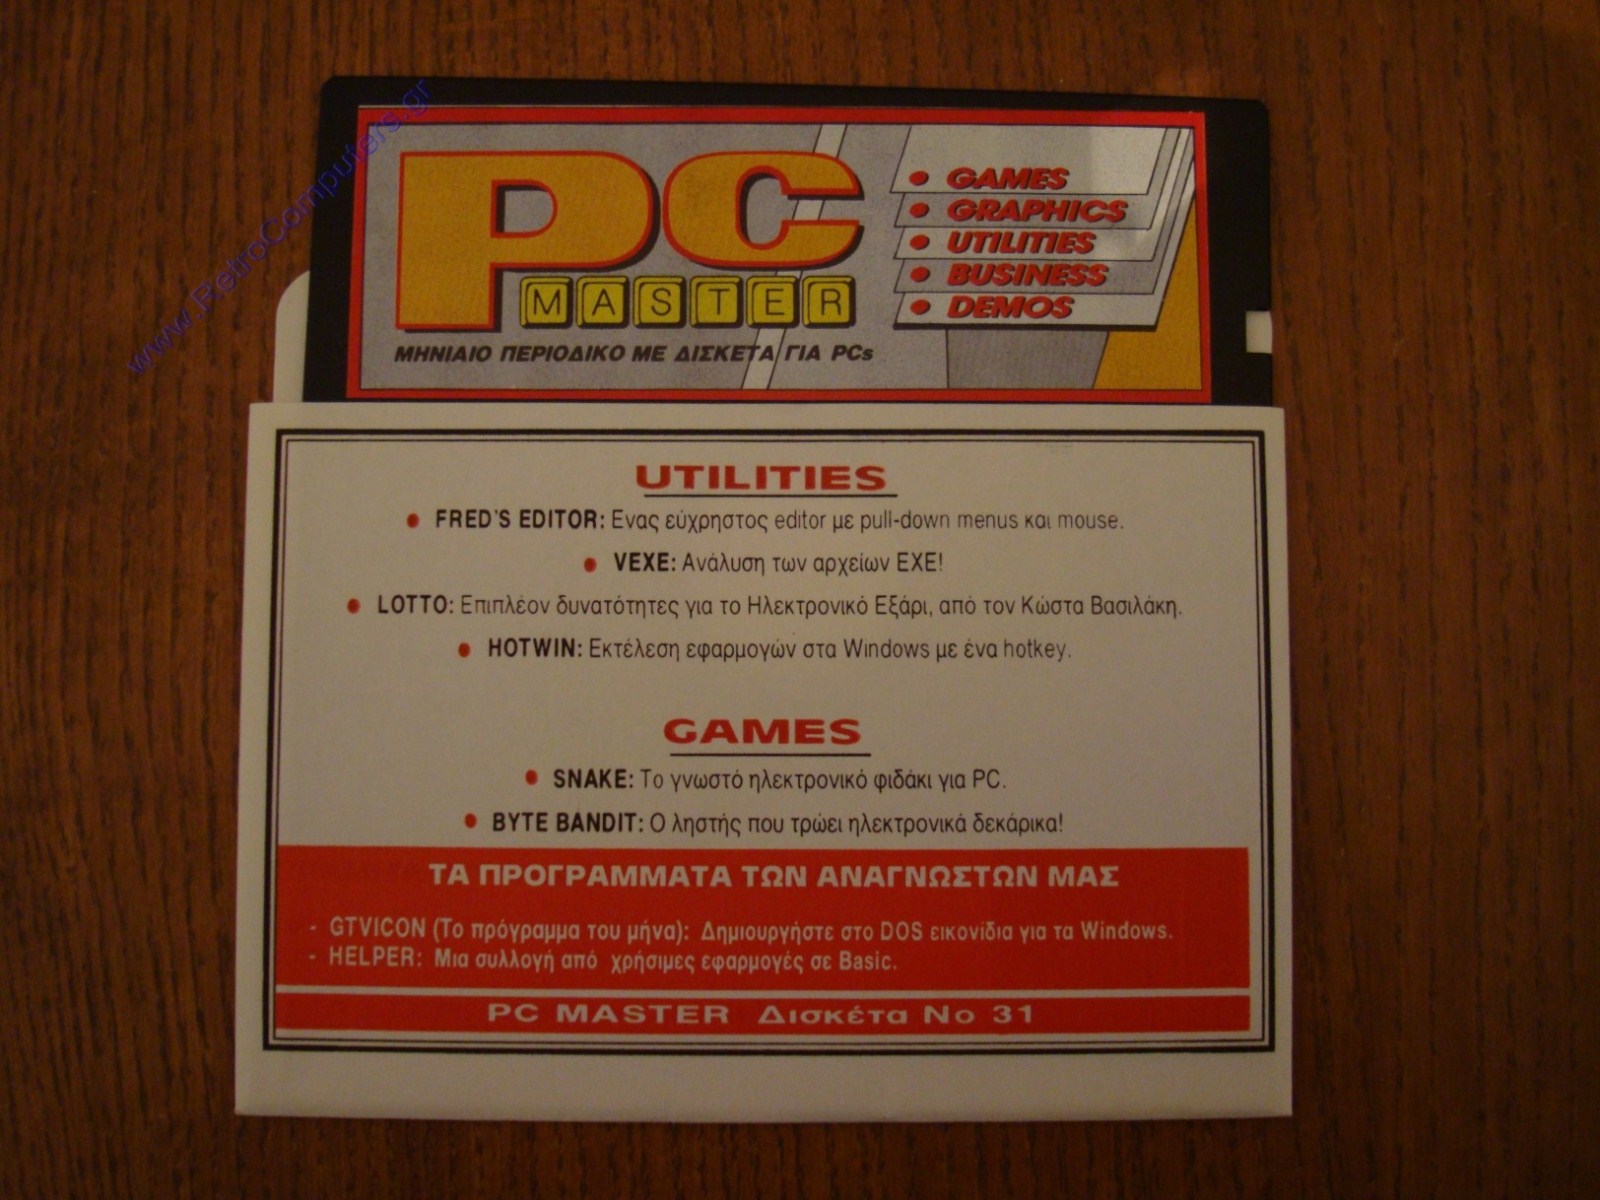 www.RetroComputers.gr
PC
MASTER
ΜΗΝΙΑΙΟ ΠΕΡΙΟΔΙΚΟ ΜΕ ΔΙΣΚΕΤΑ ΓΙΑ PCs
• GAMES
• GRAPHICS
• UTILITIES
• BUSINESS
• DEMOS
UTILITIES
• FRED'S EDITOR: Ενας εύχρηστος editor με pull-down menus και mouse.
• VEXE: Ανάλυση των αρχείων EXE!
• LOTTO: Επιπλέον δυνατότητες για το Ηλεκτρονικό Εξάρι, από τον Κώστα Βασιλάκη.
• HOTWIN: Εκτέλεση εφαρμογών στα Windows με ένα hotkey.
GAMES
• SNAKE: Το γνωστό ηλεκτρονικό φιδάκι για PC.
• BYTE BANDIT: Ο ληστής που τρώει ηλεκτρονικά δεκάρικα!
ΤΑ ΠΡΟΓΡΑΜΜΑΤΑ ΤΩΝ ΑΝΑΓΝΩΣΤΩΝ ΜΑΣ
- GTVICON (Το πρόγραμμα του μήνα): Δημιουργήστε στο DOS εικονίδια για τα Windows.
- HELPER: Μια συλλογή από χρήσιμες εφαρμογές σε Basic.
PC MASTER Δισκέτα Νο 31